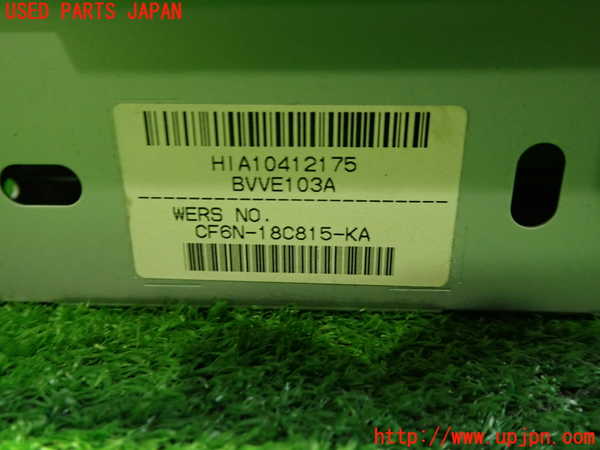 USED PARTS JAPAN
HIA10412175
BVVE103A
WERS NO.
CF6N-18C815-KA
http://www.upjpn.com/